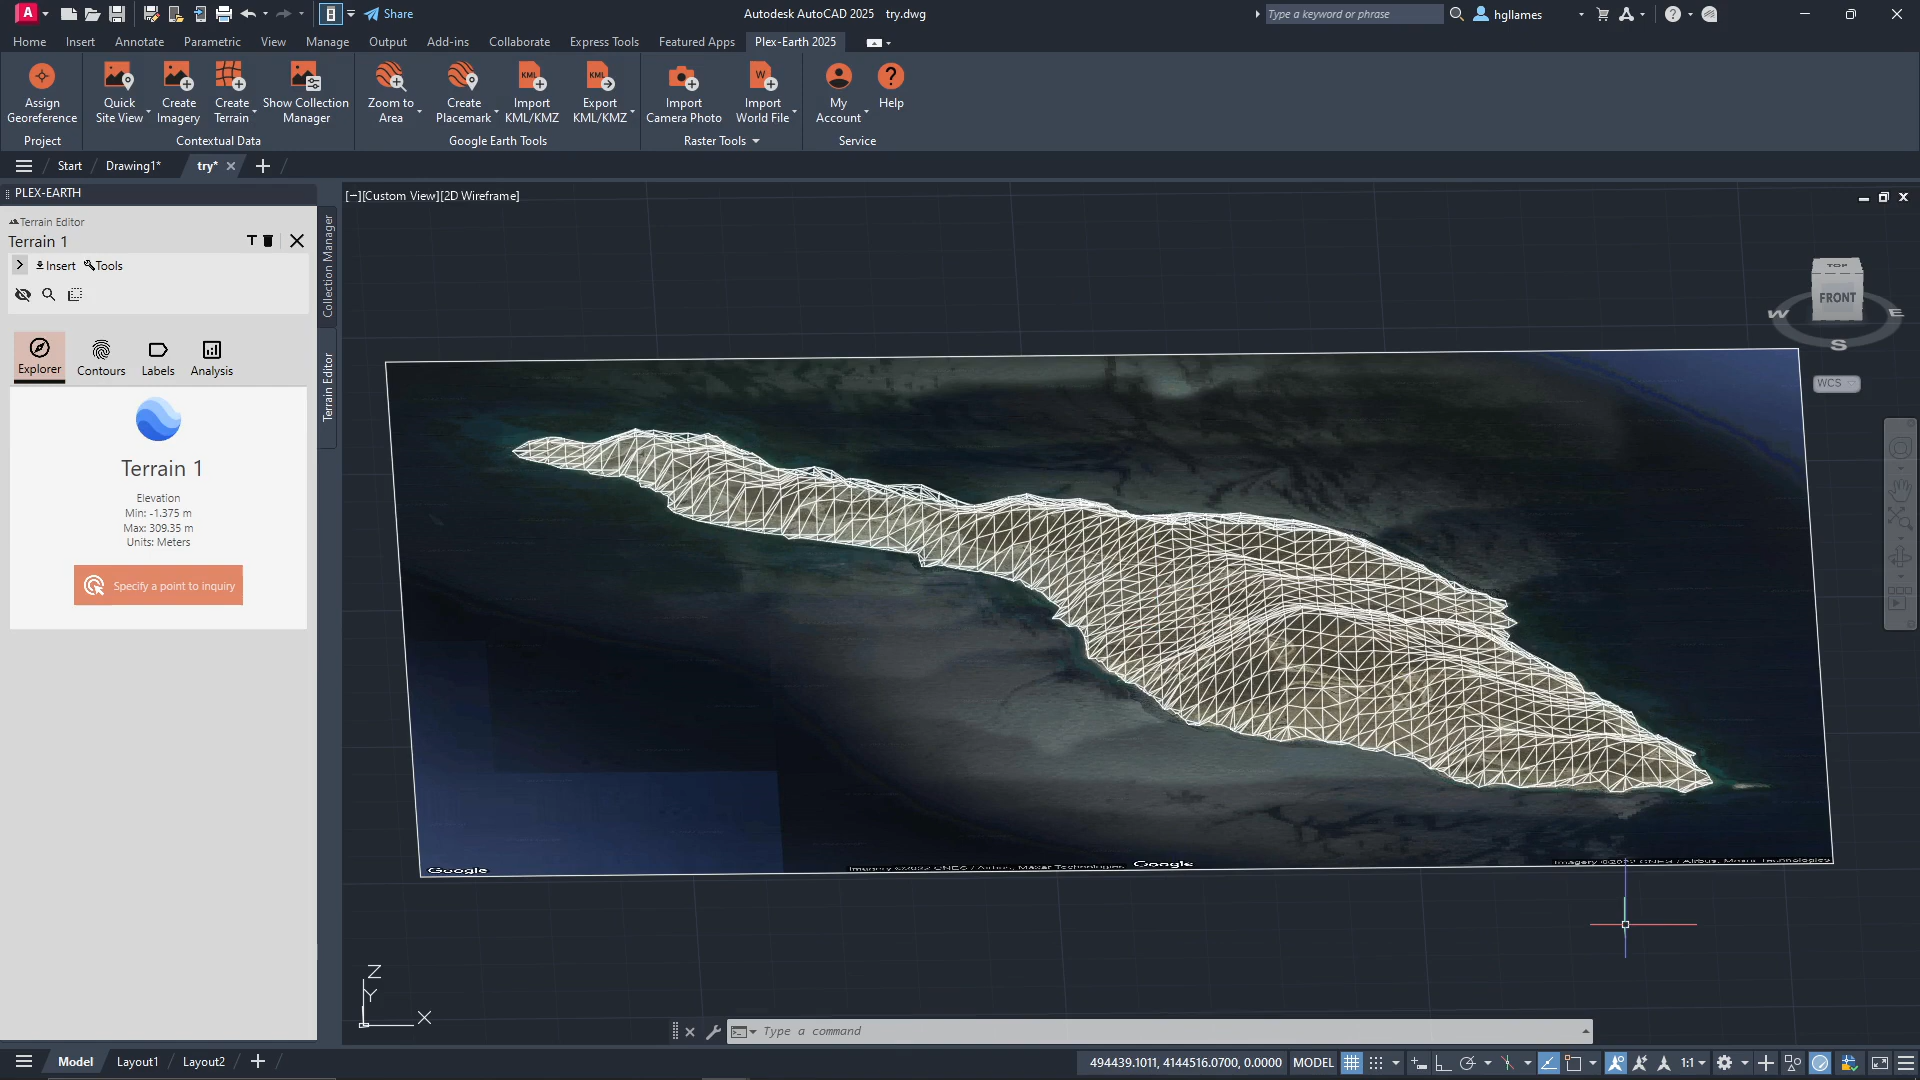 A
Share
Autodesk AutoCAD 2025 try.dwg
Type a keyword or phrase
hgllames
Home Insert Annotate Parametric View Manage Output Add-ins Collaborate Express Tools Featured Apps Plex-Earth 2025
Assign Georeference
Quick Site View
Create Imagery
Create Terrain
Show Collection Manager
Zoom to Area
Create Placemark
KML
Import KML/KMZ
KML
Export KML/KMZ
Import Camera Photo
W
Import World File
My Account
Help
Project Contextual Data Google Earth Tools Raster Tools Service
Start Drawing1* try*
PLEX-EARTH
Terrain Editor
Terrain 1
Insert Tools
Explorer Contours Labels Analysis
Terrain 1
Elevation
Min: -1.375 m
Max: 309.35 m
Units: Meters
Specify a point to inquiry
Collection Manager
Terrain Editor
[−][Custom View][2D Wireframe]
TOP
FRONT
W
E
S
WCS
Google
Google
Z
Y
X
Type a command
Model Layout1 Layout2
494439.1011, 4144516.0700, 0.0000 MODEL
1:1